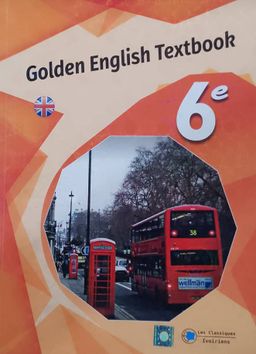 Golden English Textbook
6e
38
wellman
Les Classiques
Ivoiriens